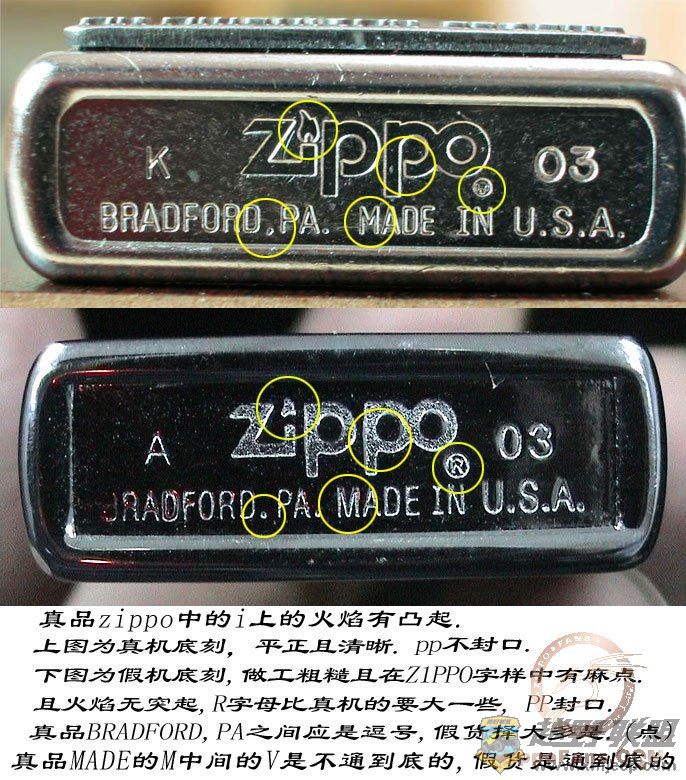 zippo
K
03
BRADFORD, PA. MADE IN U.S.A.
zippo
®
A
03
BRADFORD. PA. MADE IN U.S.A.
真品zippo中的i上的火焰有凸起.
上图为真机底刻, 平正且清晰. pp不封口.
下图为假机底刻, 做工粗糙且在Z1PPO字样中有麻点.
且火焰无突起, R字母比真机的要大一些, PP封口.
真品BRADFORD, PA之间应是逗号, 假货择大多是 (点)
真品MADE的M中间的V是不通到底的, 假货是通到底的
越野联盟